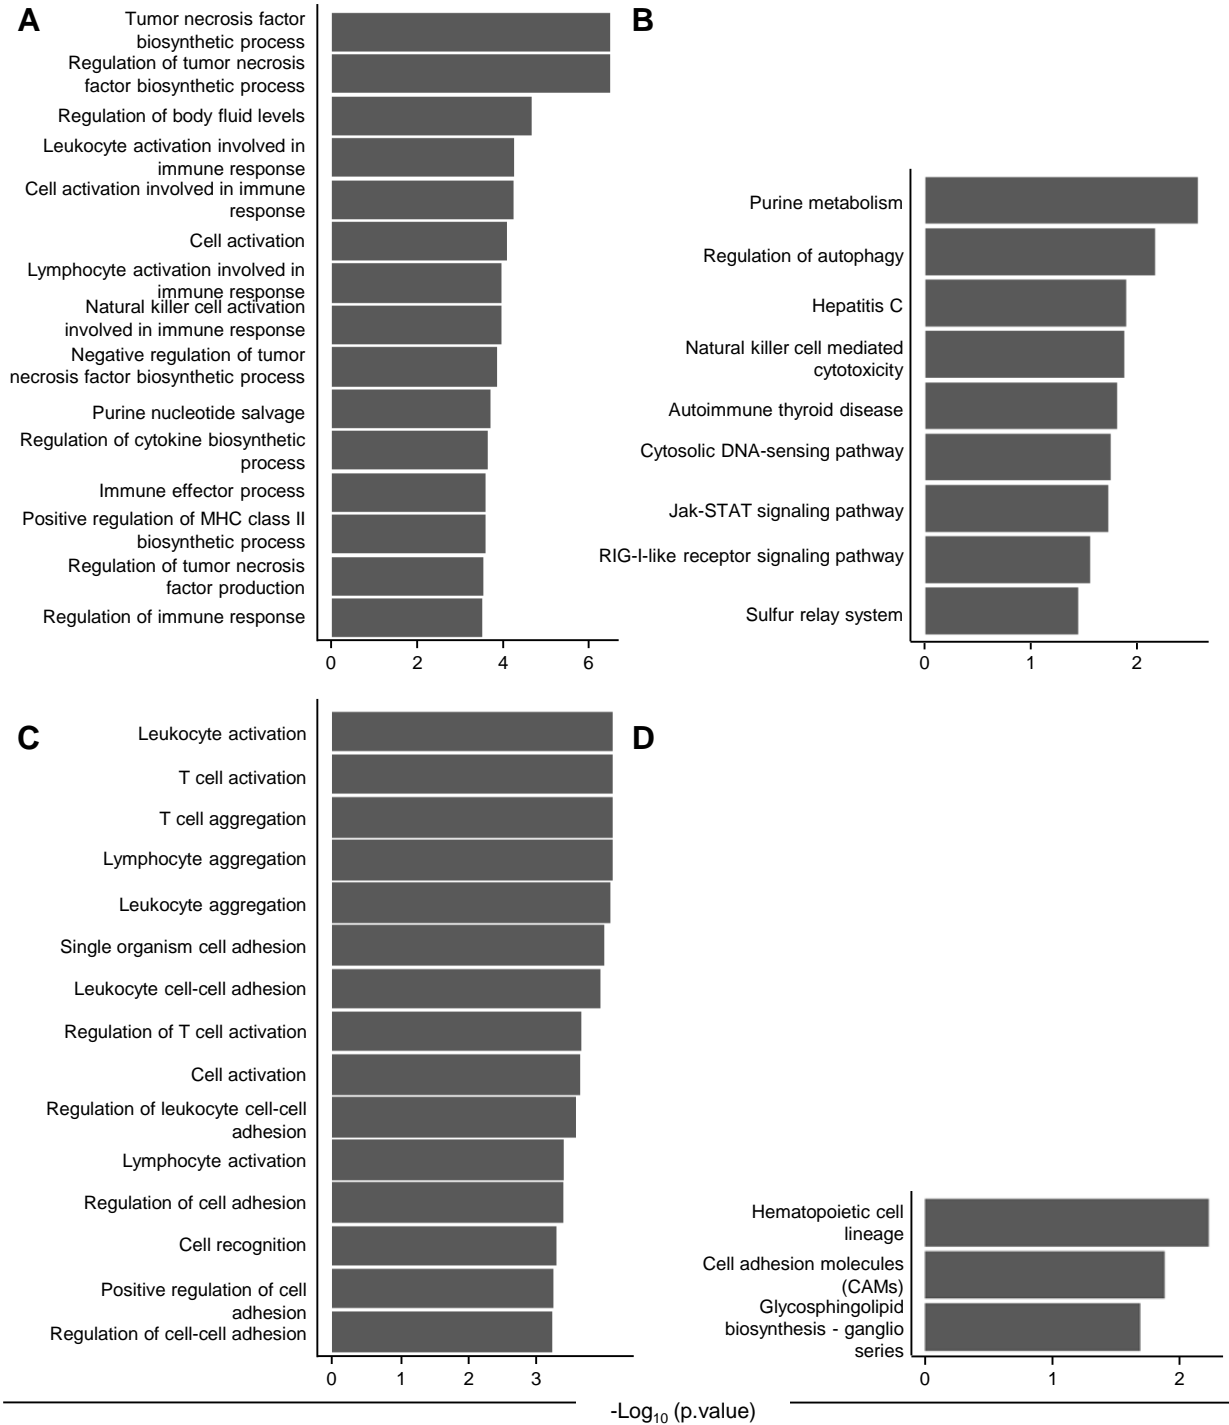 A
Tumor necrosis factor
biosynthetic process
Regulation of tumor necrosis
factor biosynthetic process
Regulation of body fluid levels
Leukocyte activation involved in
immune response
Cell activation involved in immune
response
Cell activation
Lymphocyte activation involved in
immune response
Natural killer cell activation
involved in immune response
Negative regulation of tumor
necrosis factor biosynthetic process
Purine nucleotide salvage
Regulation of cytokine biosynthetic
process
Immune effector process
Positive regulation of MHC class II
biosynthetic process
Regulation of tumor necrosis
factor production
Regulation of immune response
0 2 4 6
B
Purine metabolism
Regulation of autophagy
Hepatitis C
Natural killer cell mediated
cytotoxicity
Autoimmune thyroid disease
Cytosolic DNA-sensing pathway
Jak-STAT signaling pathway
RIG-I-like receptor signaling pathway
Sulfur relay system
0 1 2
C
Leukocyte activation
T cell activation
T cell aggregation
Lymphocyte aggregation
Leukocyte aggregation
Single organism cell adhesion
Leukocyte cell-cell adhesion
Regulation of T cell activation
Cell activation
Regulation of leukocyte cell-cell
adhesion
Lymphocyte activation
Regulation of cell adhesion
Cell recognition
Positive regulation of cell
adhesion
Regulation of cell-cell adhesion
0 1 2 3
D
Hematopoietic cell
lineage
Cell adhesion molecules
(CAMs)
Glycosphingolipid
biosynthesis - ganglio
series
0 1 2
-Log10 (p.value)